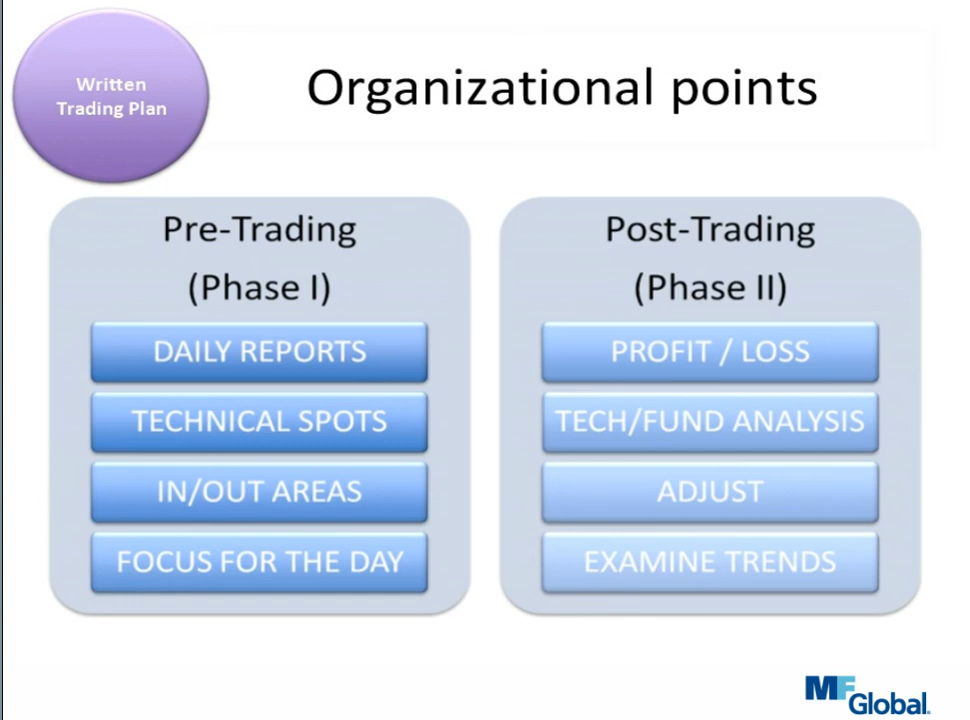 Written
Trading Plan
Organizational points
Pre-Trading
(Phase I)
DAILY REPORTS
TECHNICAL SPOTS
IN/OUT AREAS
FOCUS FOR THE DAY
Post-Trading
(Phase II)
PROFIT / LOSS
TECH/FUND ANALYSIS
ADJUST
EXAMINE TRENDS
MF
Global.